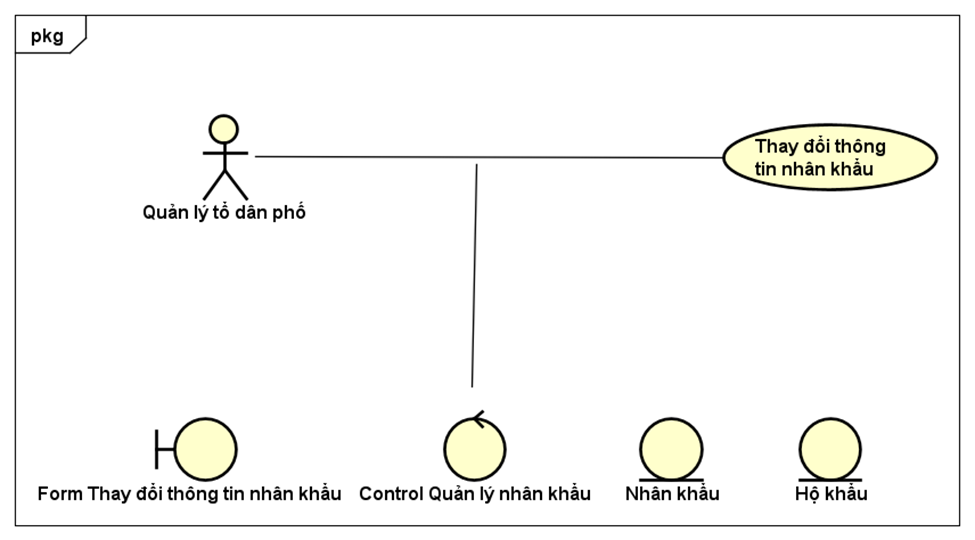 pkg
Thay đổi thông
tin nhân khẩu
Quản lý tổ dân phố
Form Thay đổi thông tin nhân khẩu
Control Quản lý nhân khẩu
Nhân khẩu
Hộ khẩu